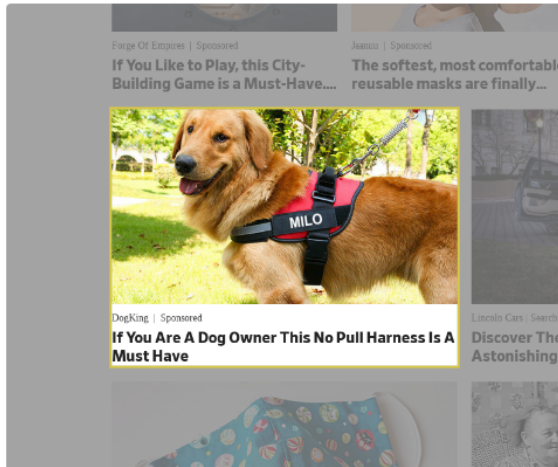 Forge Of Empires | Sponsored
If You Like to Play, this City-
Building Game is a Must-Have....
Jaanuu | Sponsored
The softest, most comfortable
reusable masks are finally...
MILO
DogKing | Sponsored
If You Are A Dog Owner This No Pull Harness Is A
Must Have
Lincoln Cars | Search
Discover The
Astonishing